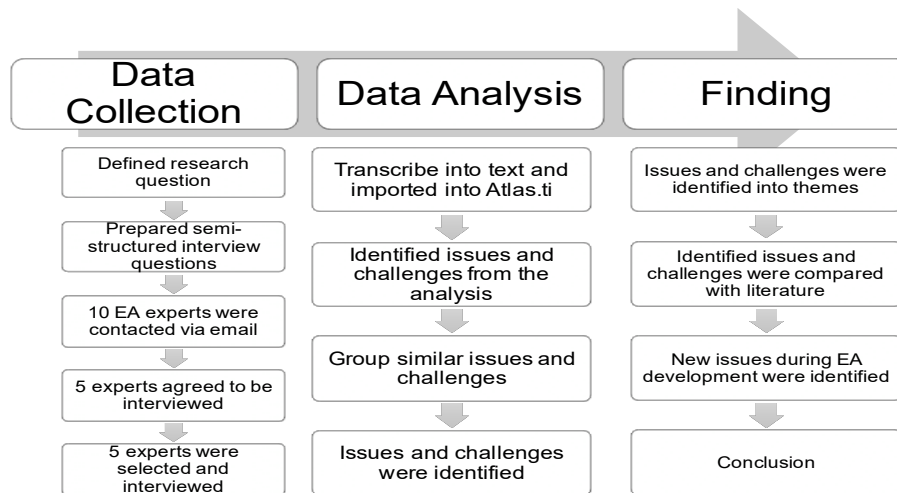 Data
Collection
Data Analysis
Finding
Defined research
question
Prepared semi-
structured interview
questions
10 EA experts were
contacted via email
5 experts agreed to be
interviewed
5 experts were
selected and
interviewed
Transcribe into text and
imported into Atlas.ti
Identified issues and
challenges from the
analysis
Group similar issues and
challenges
Issues and challenges
were identified
Issues and challenges were
identified into themes
Identified issues and
challenges were compared
with literature
New issues during EA
development were identified
Conclusion